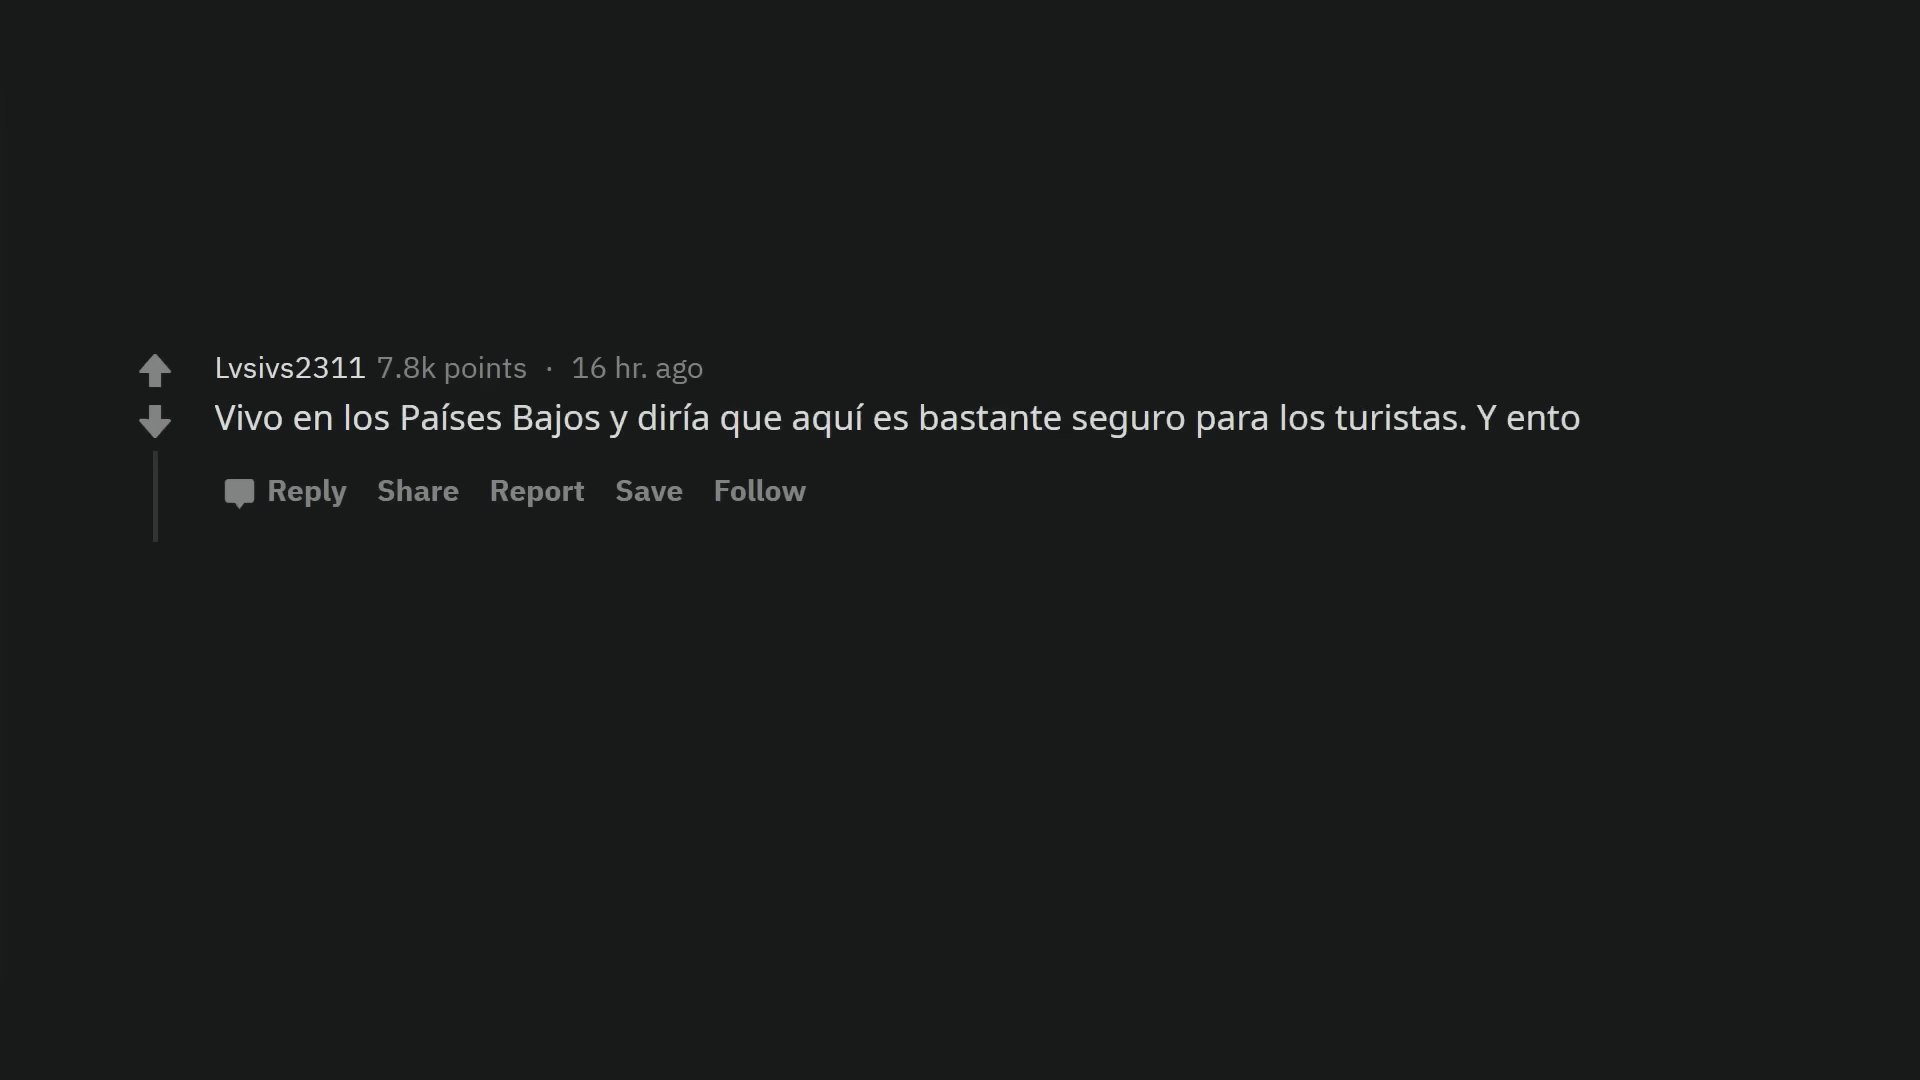 Lvsivs2311 7.8k points · 16 hr. ago
Vivo en los Países Bajos y diría que aquí es bastante seguro para los turistas. Y ento
Reply Share Report Save Follow